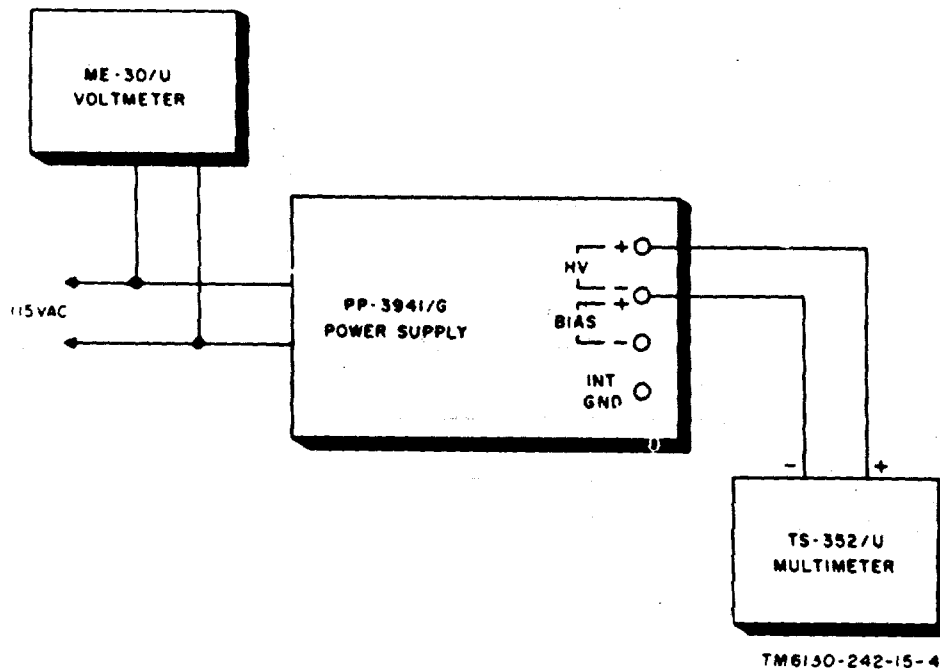 ME-30/U
VOLTMETER
115 VAC
PP-3941/G
POWER SUPPLY
HV
+
-
BIAS
+
-
INT
GND
-
+
TS-352/U
MULTIMETER
TM6130-242-15-4